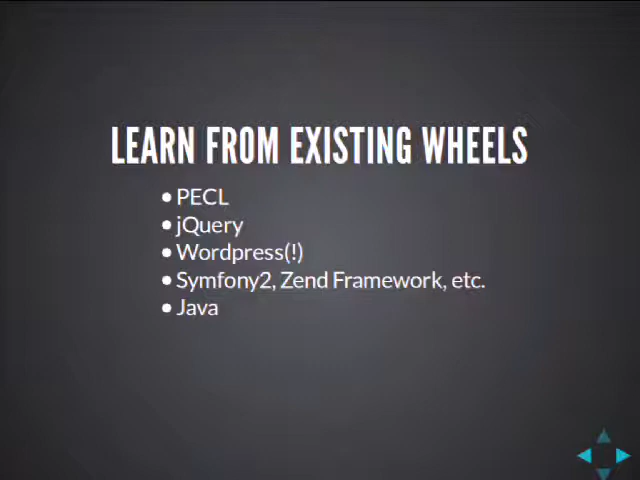 LEARN FROM EXISTING WHEELS
• PECL
• jQuery
• Wordpress(!)
• Symfony2, Zend Framework, etc.
• Java